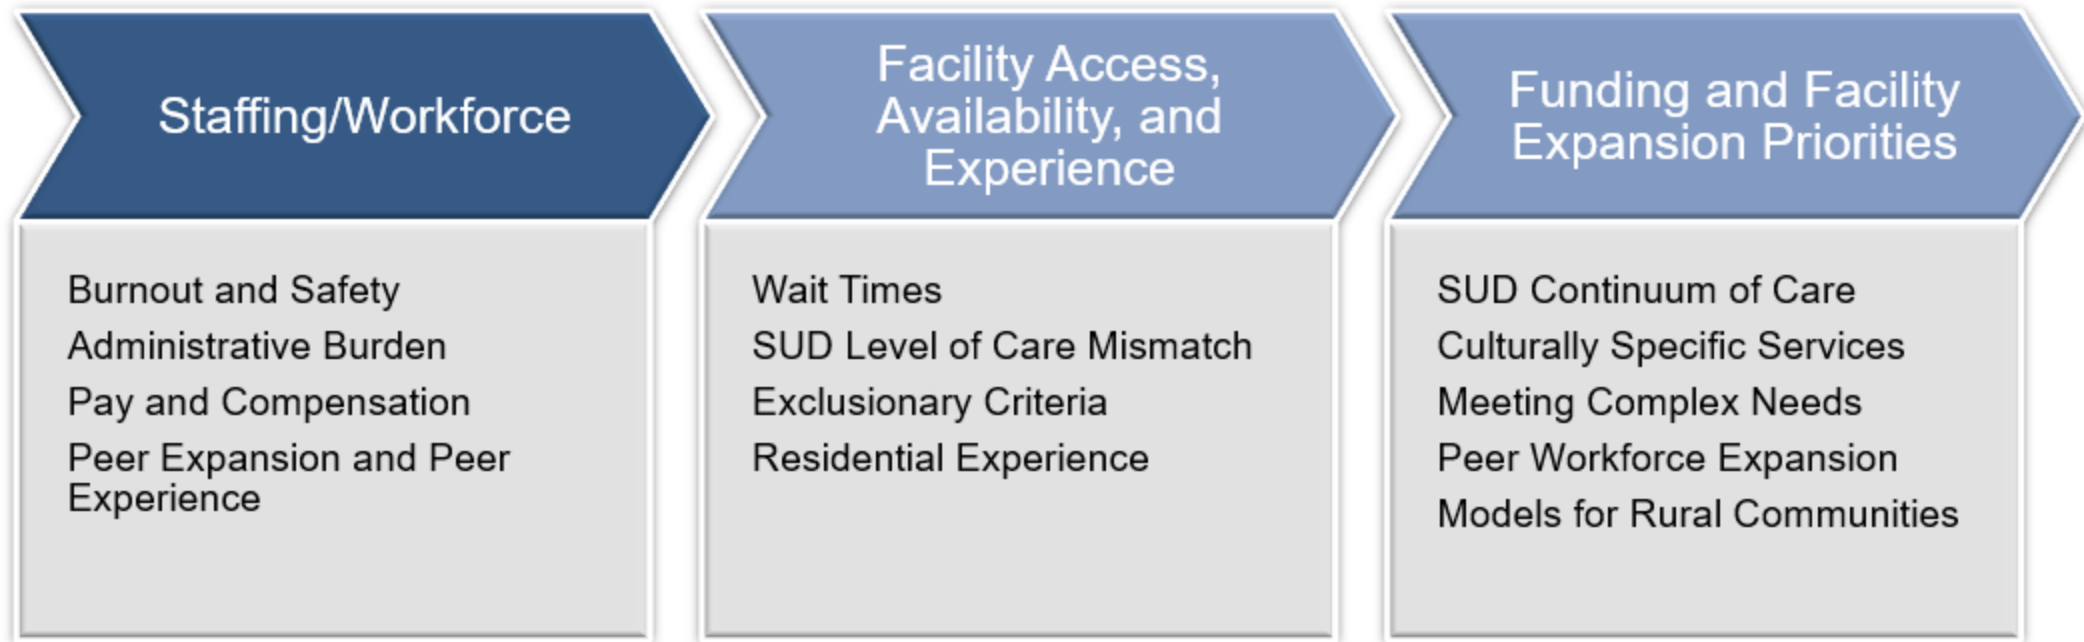 Staffing/Workforce
Burnout and Safety
Administrative Burden
Pay and Compensation
Peer Expansion and Peer
Experience
Facility Access,
Availability, and
Experience
Wait Times
SUD Level of Care Mismatch
Exclusionary Criteria
Residential Experience
Funding and Facility
Expansion Priorities
SUD Continuum of Care
Culturally Specific Services
Meeting Complex Needs
Peer Workforce Expansion
Models for Rural Communities